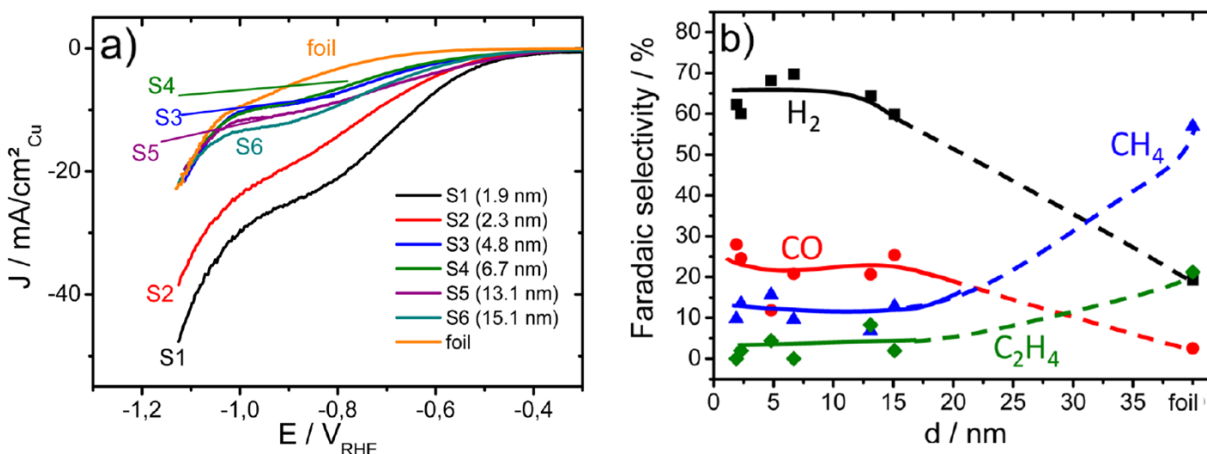 a)
foil
S4
S3
S5
S6
S2
S1
S1 (1.9 nm)
S2 (2.3 nm)
S3 (4.8 nm)
S4 (6.7 nm)
S5 (13.1 nm)
S6 (15.1 nm)
foil
0
-20
-40
J / mA/cm²Cu
-1,2 -1,0 -0,8 -0,6 -0,4
E / VRHE
b)
H2
CH4
CO
C2H4
80
70
60
50
40
30
20
10
0
Faradaic selectivity / %
0 5 10 15 20 25 30 35 foil
d / nm